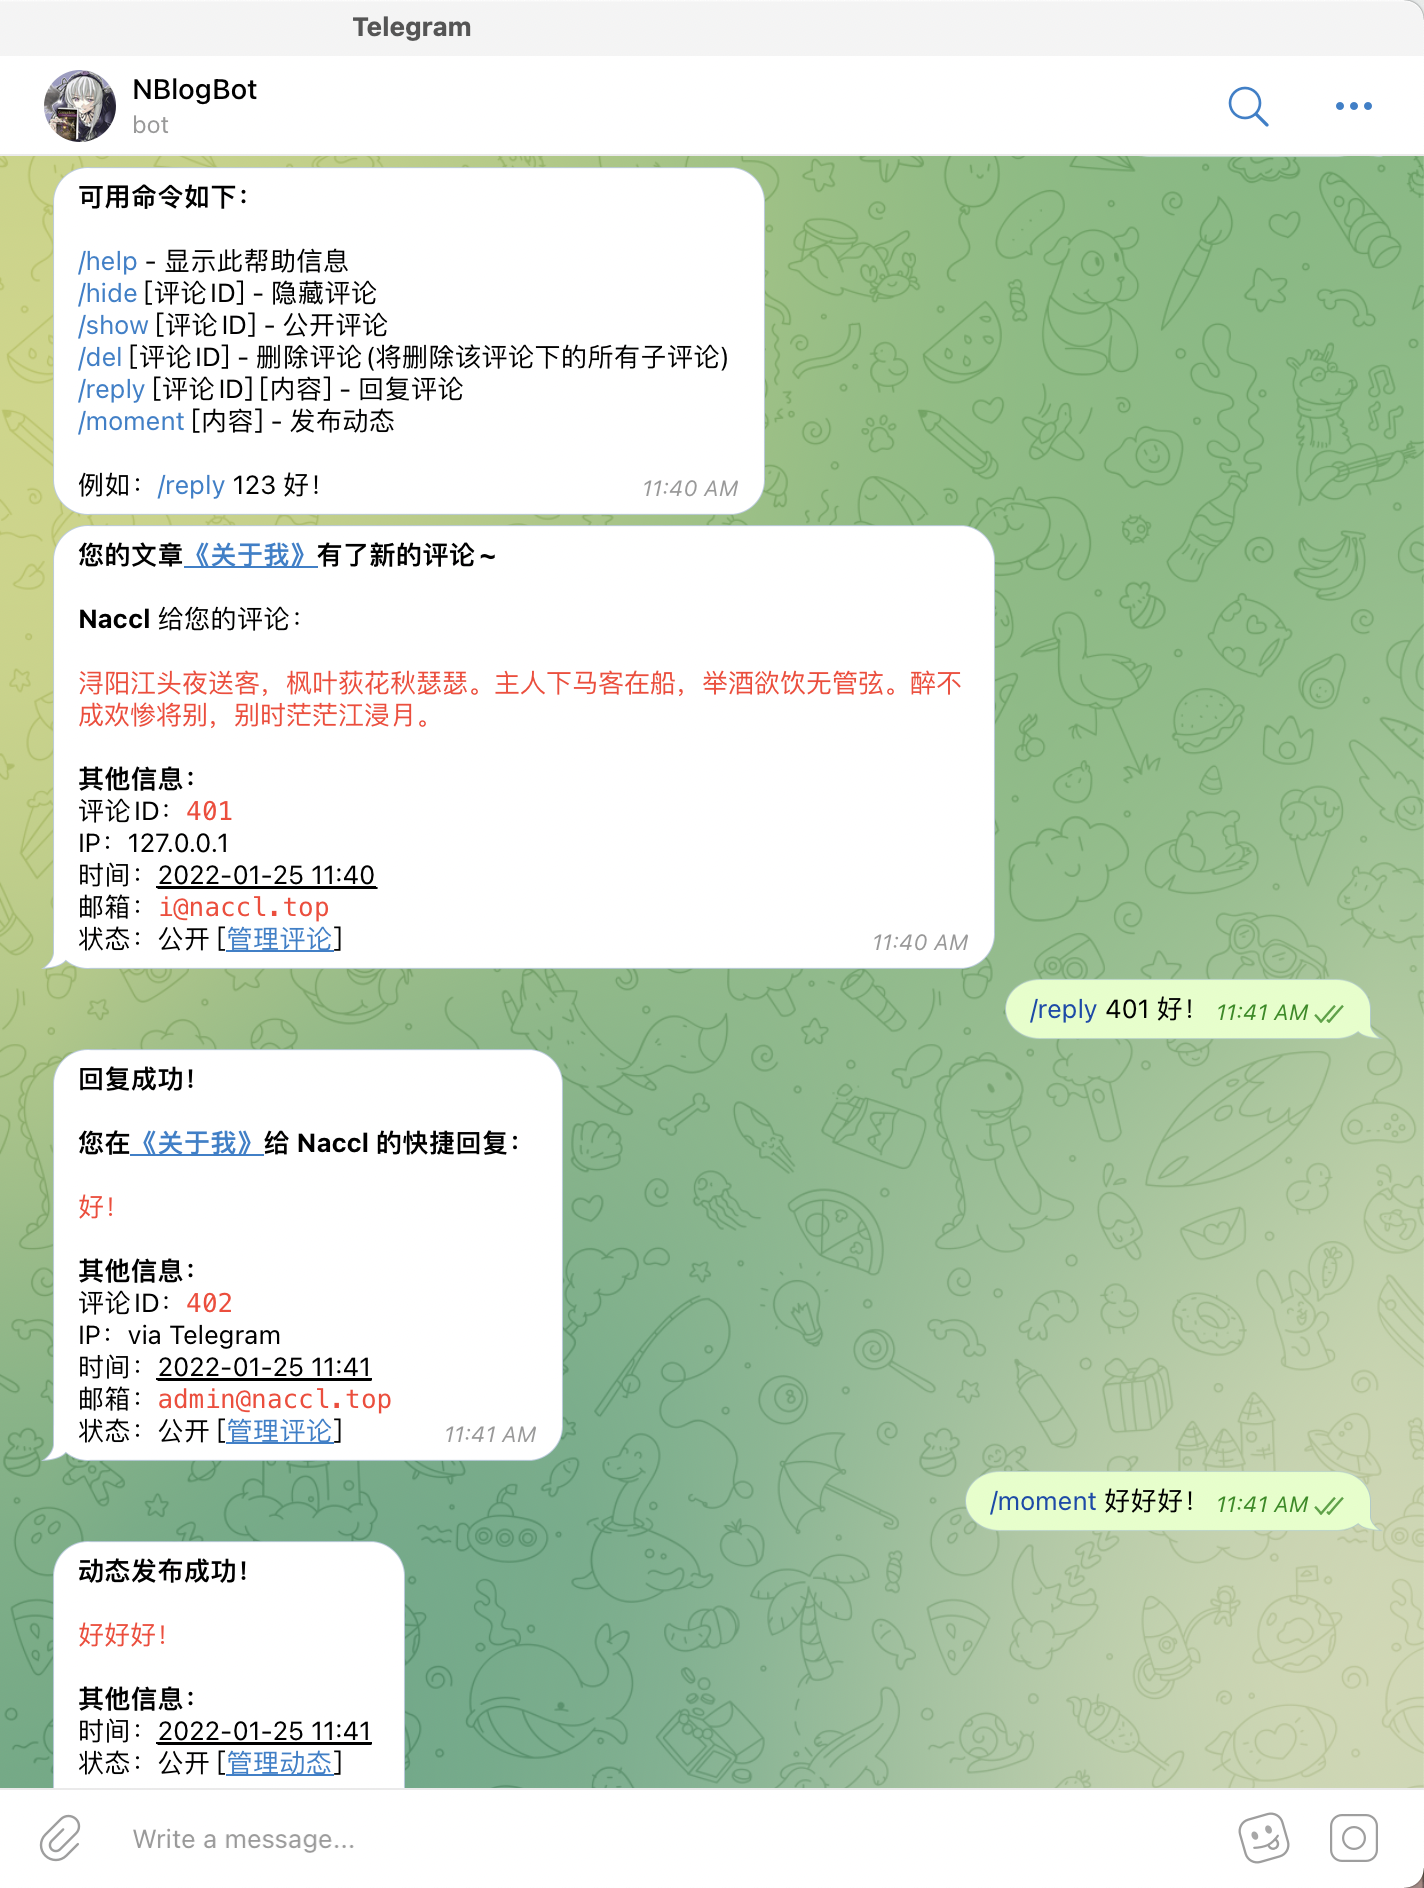 Telegram
NBlogBot
bot
可用命令如下：
/help - 显示此帮助信息
/hide [评论ID] - 隐藏评论
/show [评论ID] - 公开评论
/del [评论ID] - 删除评论(将删除该评论下的所有子评论)
/reply [评论ID] [内容] - 回复评论
/moment [内容] - 发布动态
例如：/reply 123 好！
11:40 AM
您的文章《关于我》有了新的评论~
Naccl 给您的评论：
浔阳江头夜送客，枫叶荻花秋瑟瑟。主人下马客在船，举酒欲饮无管弦。醉不
成欢惨将别，别时茫茫江浸月。
其他信息：
评论ID：401
IP：127.0.0.1
时间：2022-01-25 11:40
邮箱：i@naccl.top
状态：公开 [管理评论]
11:40 AM
/reply 401 好！ 11:41 AM
回复成功！
您在《关于我》给 Naccl 的快捷回复：
好！
其他信息：
评论ID：402
IP：via Telegram
时间：2022-01-25 11:41
邮箱：admin@naccl.top
状态：公开 [管理评论]
11:41 AM
/moment 好好好！ 11:41 AM
动态发布成功！
好好好！
其他信息：
时间：2022-01-25 11:41
状态：公开 [管理动态]
Write a message...